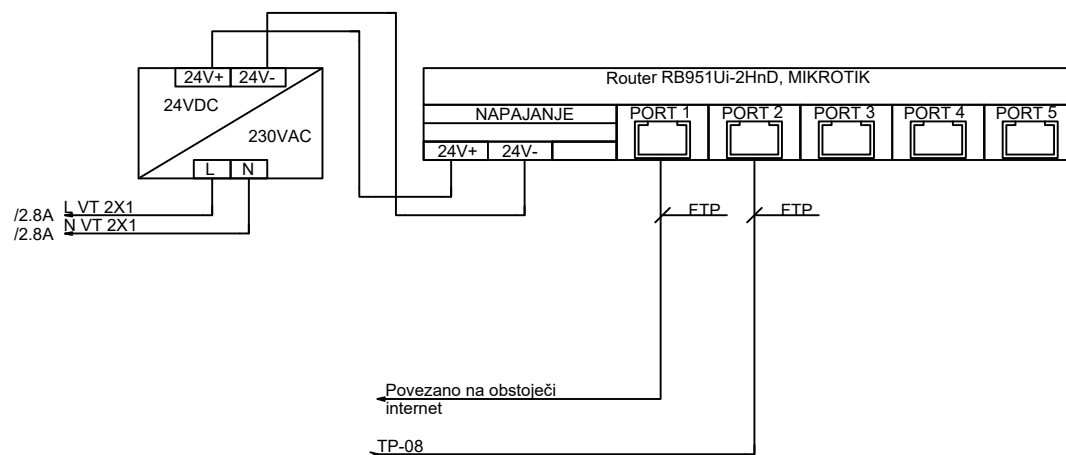 24V+ 24V-
24VDC
230VAC
L N
L VT 2X1
/2.8A
N VT 2X1
/2.8A
Router RB951Ui-2HnD, MIKROTIK
NAPAJANJE
24V+ 24V-
PORT 1 PORT 2 PORT 3 PORT 4 PORT 5
FTP FTP
Povezano na obstoječi
internet
TP-08